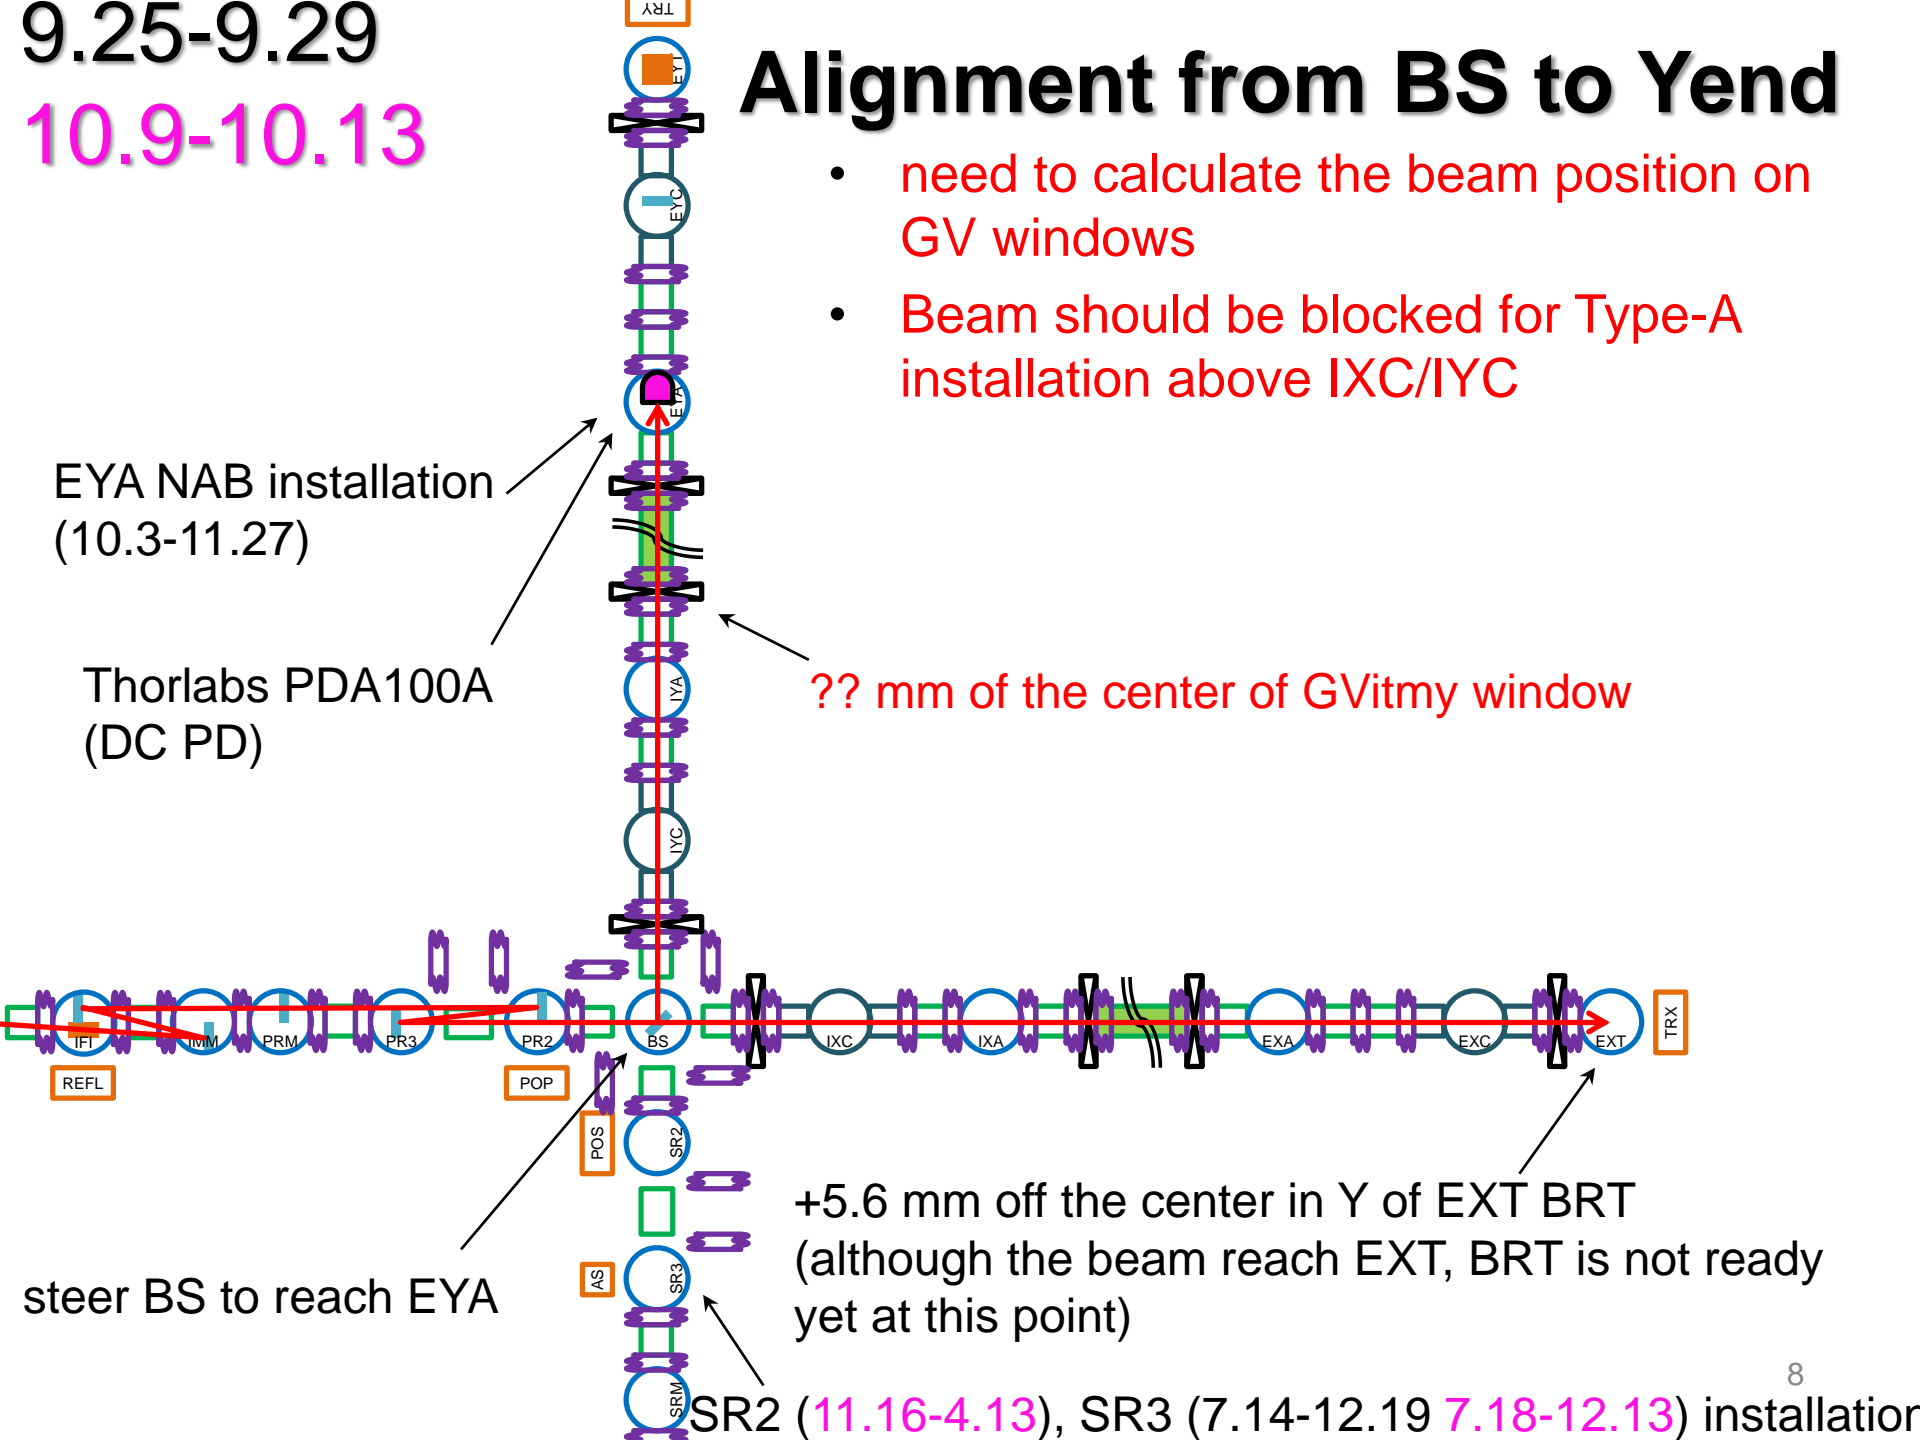 9.25-9.29
10.9-10.13
Alignment from BS to Yend
• need to calculate the beam position on
GV windows
• Beam should be blocked for Type-A
installation above IXC/IYC
TRY
EYT
EYC
EYA
EYA NAB installation
(10.3-11.27)
Thorlabs PDA100A
(DC PD)
?? mm of the center of GVitmy window
IYA
IYC
IFI
IMM
PRM
PR3
PR2
BS
IXC
IXA
EXA
EXC
EXT
TRX
REFL
POP
POS
SR2
AS
SR3
SRM
steer BS to reach EYA
+5.6 mm off the center in Y of EXT BRT
(although the beam reach EXT, BRT is not ready
yet at this point)
8
SR2 (11.16-4.13), SR3 (7.14-12.19 7.18-12.13) installation